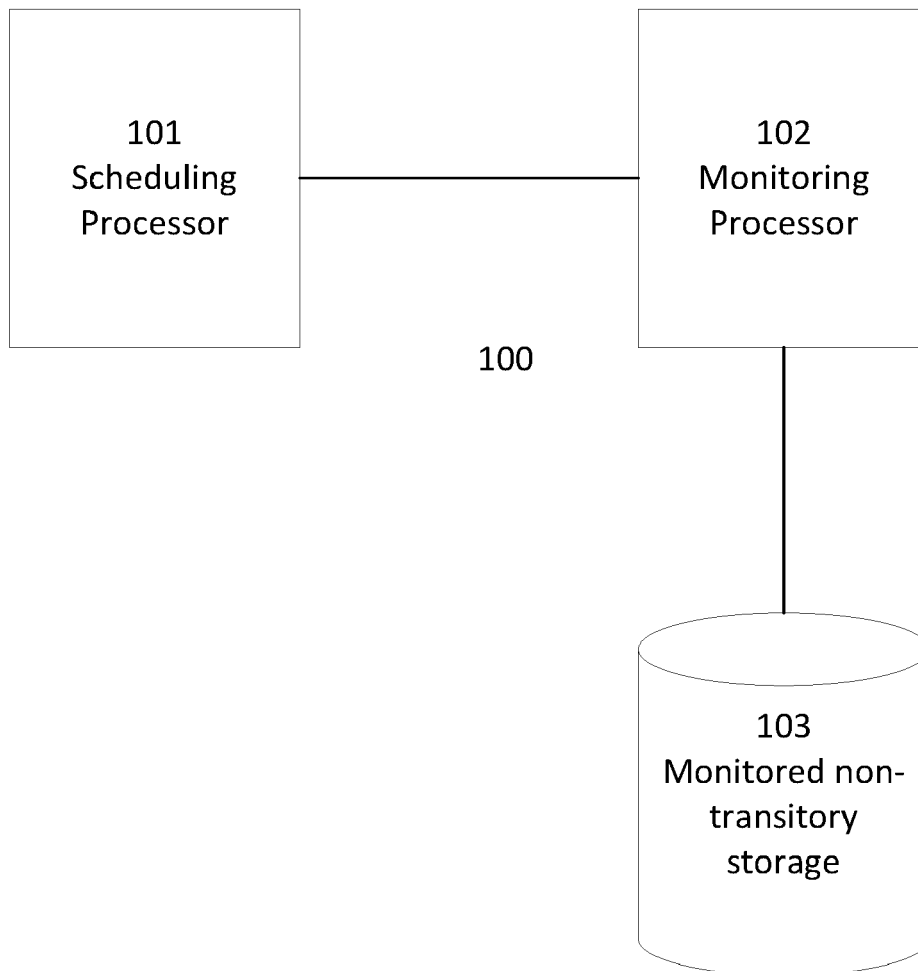 101
Scheduling
Processor
102
Monitoring
Processor
100
103
Monitored non-
transitory
storage